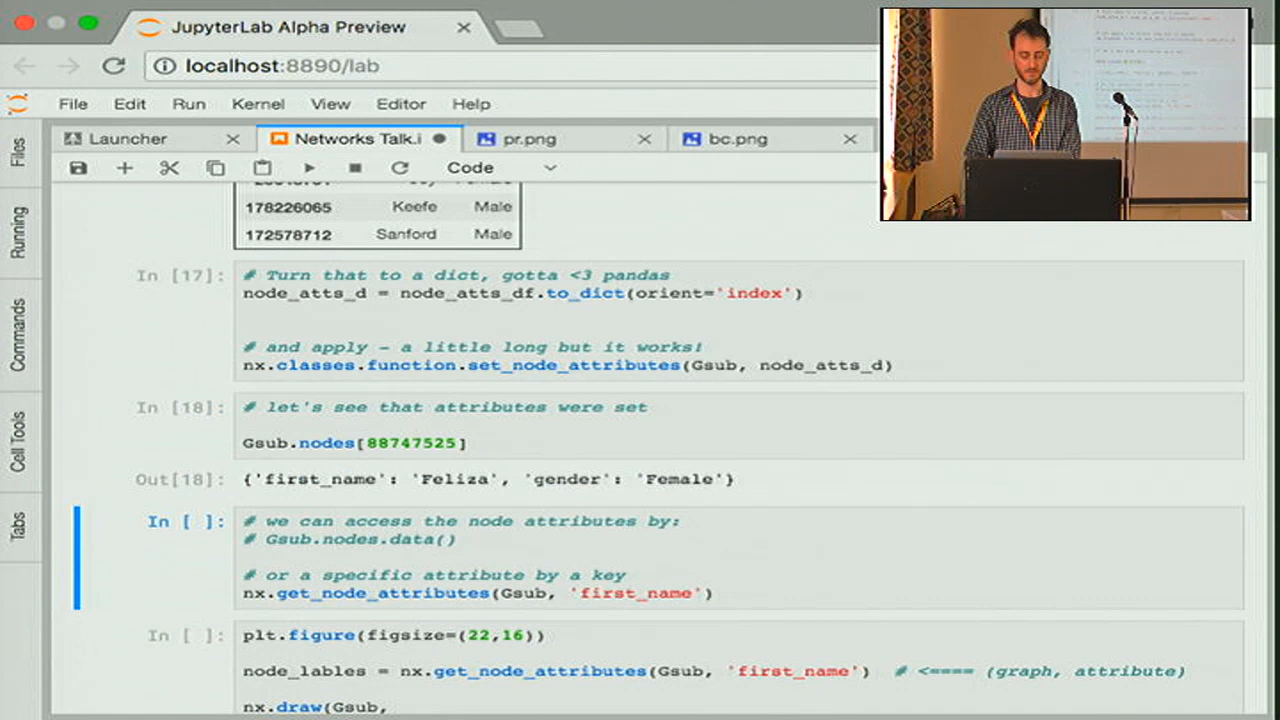 JupyterLab Alpha Preview
localhost:8890/lab
File Edit Run Kernel View Editor Help
Launcher Networks Talk.i pr.png bc.png
Code
Files
Running
Commands
Cell Tools
Tabs
178226065 Keefe Male
172578712 Sanford Male
In [17]: # Turn that to a dict, gotta <3 pandas
node_atts_d = node_atts_df.to_dict(orient='index')
# and apply - a little long but it works!
nx.classes.function.set_node_attributes(Gsub, node_atts_d)
In [18]: # let's see that attributes were set
Gsub.nodes[88747525]
Out[18]: {'first_name': 'Feliza', 'gender': 'Female'}
In [ ]: # we can access the node attributes by:
# Gsub.nodes.data()
# or a specific attribute by a key
nx.get_node_attributes(Gsub, 'first_name')
In [ ]: plt.figure(figsize=(22,16))
node_lables = nx.get_node_attributes(Gsub, 'first_name') # <==== (graph, attribute)
nx.draw(Gsub,